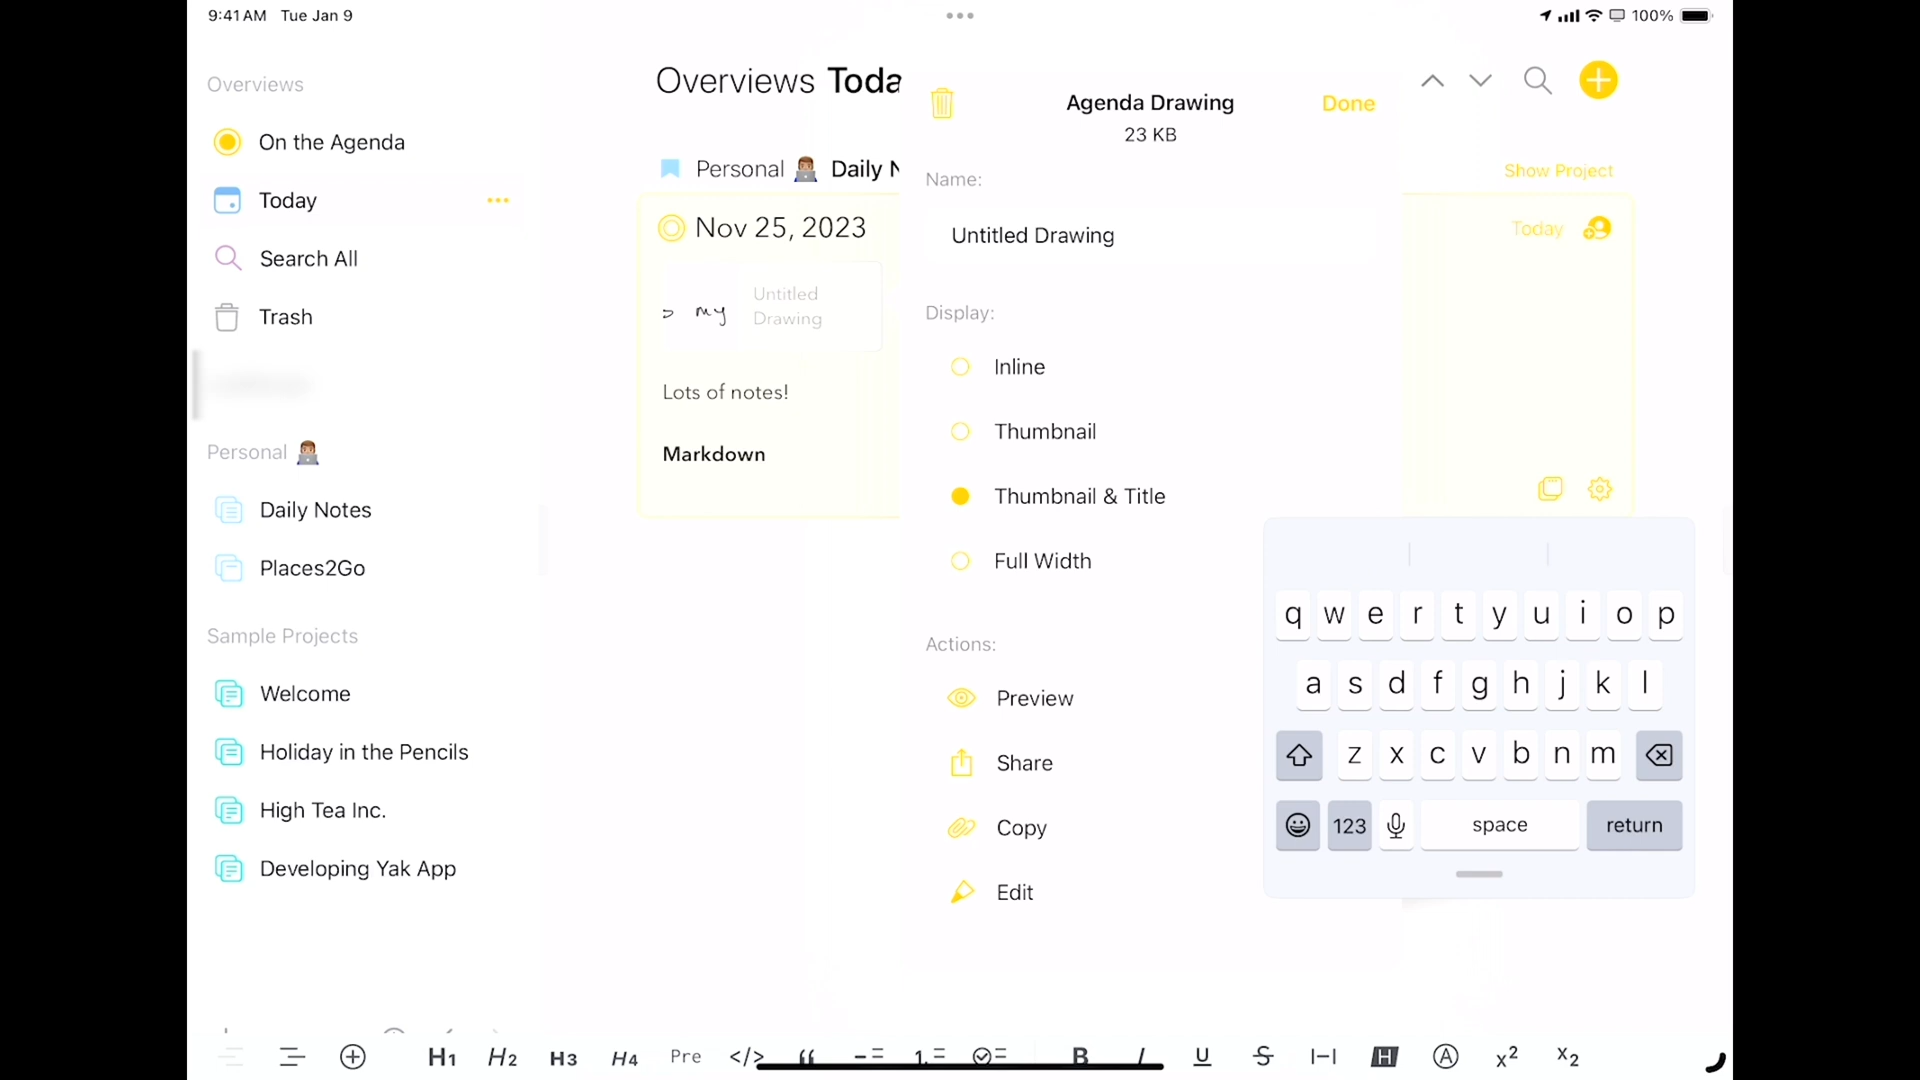 9:41 AM Tue Jan 9
100%
Overviews
On the Agenda
Today
Search All
Trash
Personal
Daily Notes
Places2Go
Sample Projects
Welcome
Holiday in the Pencils
High Tea Inc.
Developing Yak App
Overviews Toda
Personal Daily N
Show Project
Nov 25, 2023
Today
my
Untitled
Drawing
Lots of notes!
Markdown
Agenda Drawing
Done
23 KB
Name:
Untitled Drawing
Display:
Inline
Thumbnail
Thumbnail & Title
Full Width
Actions:
Preview
Share
Copy
Edit
q w e r t y u i o p
a s d f g h j k l
z x c v b n m
123 space return
H1 H2 H3 H4 Pre </> B I U S H A x² x₂